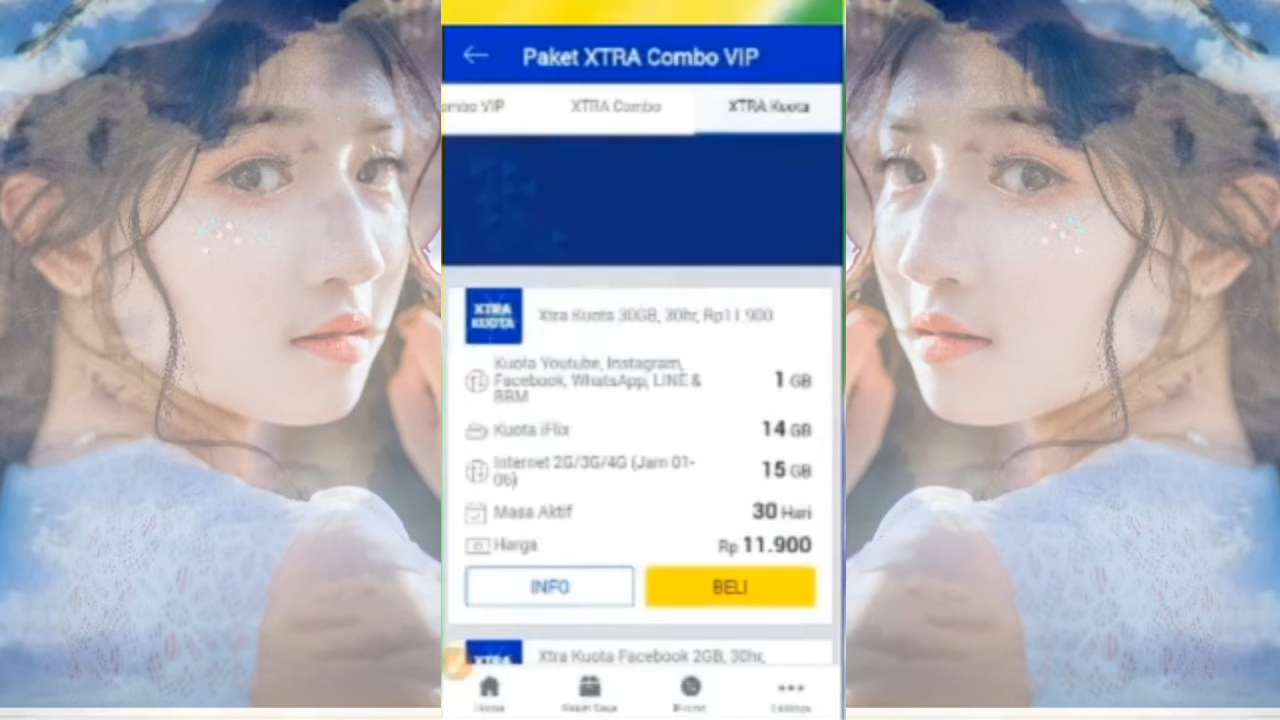 Paket XTRA Combo VIP
XTRA Combo
XTRA Kuota
XTRA
KUOTA
Xtra Kuota 30GB, 30hr, Rp11.900
Kuota Youtube, Instagram,
Facebook, WhatsApp, LINE &
BBM
1 GB
Kuota iFlix
14 GB
Internet 2G/3G/4G (Jam 01-
06)
15 GB
Masa Aktif
30 Hari
Harga
Rp 11.900
INFO
BELI
XTRA
Xtra Kuota Facebook 2GB, 30hr,
Home